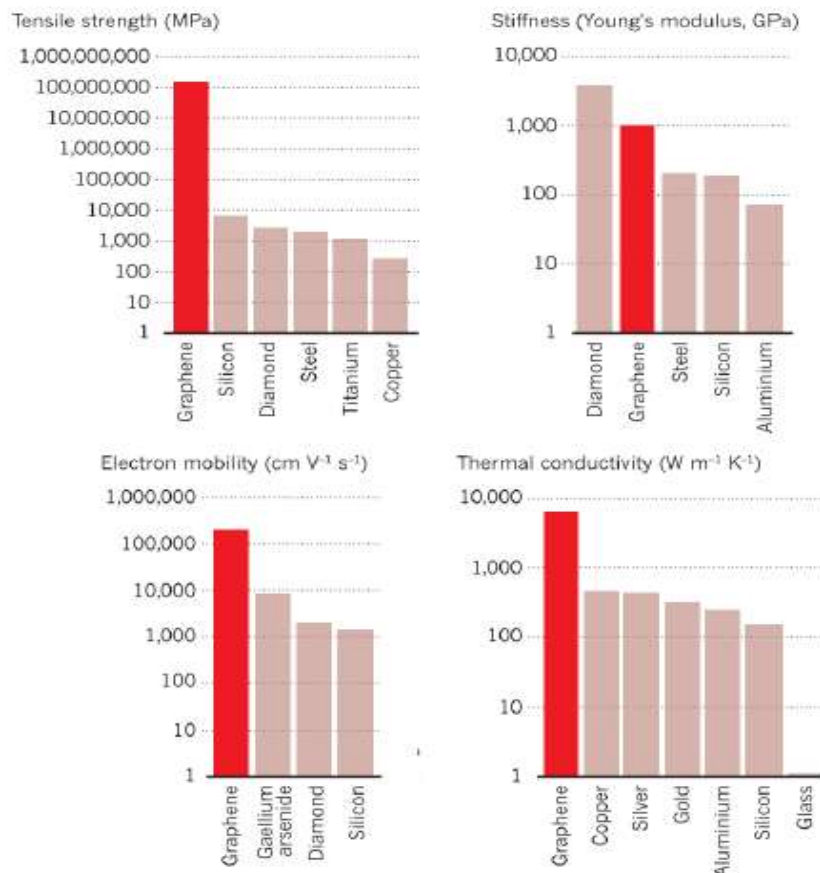 Tensile strength (MPa)
1,000,000,000
100,000,000
10,000,000
1,000,000
100,000
10,000
1,000
100
10
1
Graphene
Silicon
Diamond
Steel
Titanium
Copper
Stiffness (Young's modulus, GPa)
10,000
1,000
100
10
1
Diamond
Graphene
Steel
Silicon
Aluminium
Electron mobility (cm V⁻¹ s⁻¹)
1,000,000
100,000
10,000
1,000
100
10
1
Graphene
Gaellium
arsenide
Diamond
Silicon
Thermal conductivity (W m⁻¹ K⁻¹)
10,000
1,000
100
10
1
Graphene
Copper
Silver
Gold
Aluminium
Silicon
Glass